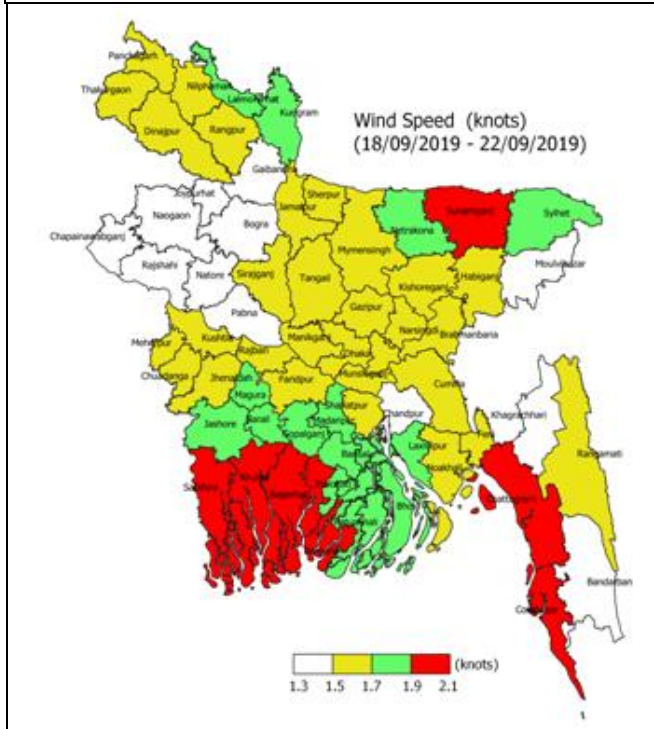 Panchagarh
Thakurgaon
Nilphamari
Lalmonirhat
Kurigram
Dinajpur
Rangpur
Wind Speed (knots)
(18/09/2019 - 22/09/2019)
Gaibandha
Joypurhat
Sherpur
Jamalpur
Naogaon
Bogra
Netrakona
Sunamganj
Sylhet
Chapainawabganj
Mymensingh
Moulvibazar
Rajshahi
Natore
Sirajganj
Tangail
Kishoreganj
Habiganj
Pabna
Gazipur
Narsingdi
Brahmanbaria
Meherpur
Kushtia
Manikganj
Rajbari
Dhaka
Chuadanga
Jhenaidah
Faridpur
Munshiganj
Cumilla
Magura
Shariatpur
Chandpur
Khagrachhari
Jashore
Narail
Gopalganj
Madaripur
Laxmipur
Feni
Rangamati
Barisal
Noakhali
Satkhira
Khulna
Bagerhat
Bhola
Chattogram
Patuakhali
Bandarban
Coxsbazar
(knots)
1.3 1.5 1.7 1.9 2.1